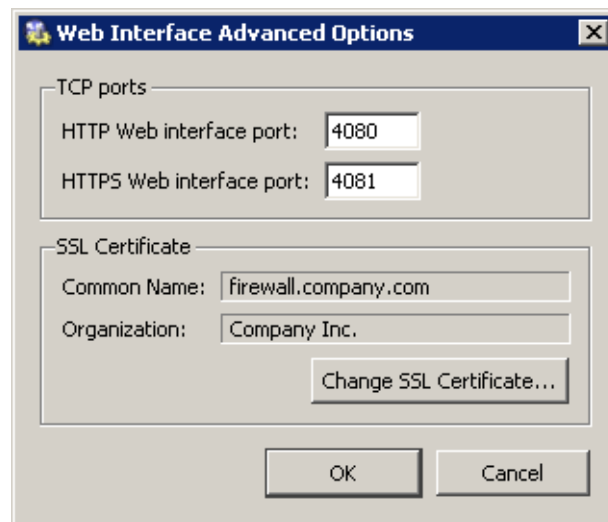 Web Interface Advanced Options
TCP ports
HTTP Web interface port: 4080
HTTPS Web interface port: 4081
SSL Certificate
Common Name: firewall.company.com
Organization: Company Inc.
Change SSL Certificate...
OK Cancel